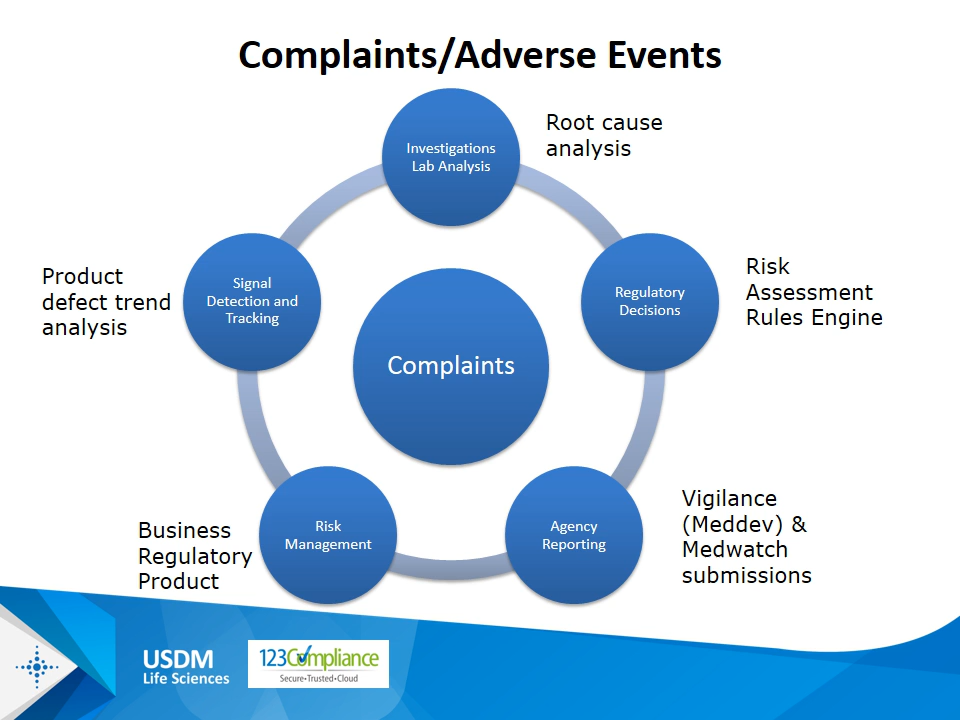 Complaints/Adverse Events
Investigations
Lab Analysis
Root cause
analysis
Regulatory
Decisions
Risk
Assessment
Rules Engine
Agency
Reporting
Vigilance
(Meddev) &
Medwatch
submissions
Risk
Management
Business
Regulatory
Product
Signal
Detection and
Tracking
Product
defect trend
analysis
Complaints
USDM
Life Sciences
123Compliance
Secure•Trusted•Cloud